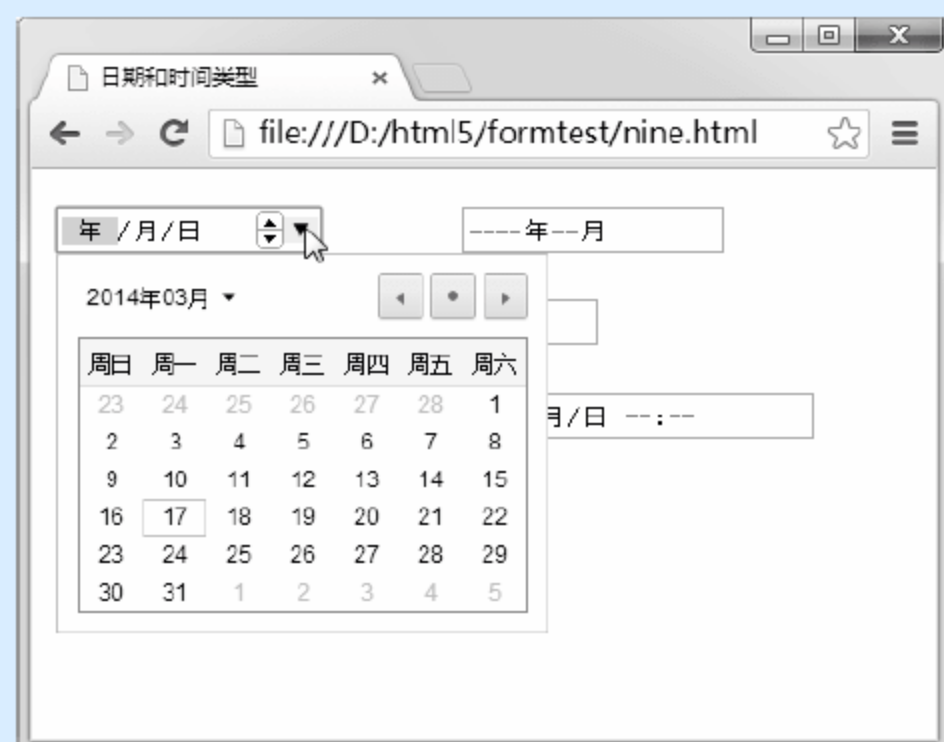 日期和时间类型
file:///D:/html5/formtest/nine.html
年/月/日
----年--月
2014年03月
周日 周一 周二 周三 周四 周五 周六
23 24 25 26 27 28 1
2 3 4 5 6 7 8
月/日 --:--
9 10 11 12 13 14 15
16 17 18 19 20 21 22
23 24 25 26 27 28 29
30 31 1 2 3 4 5